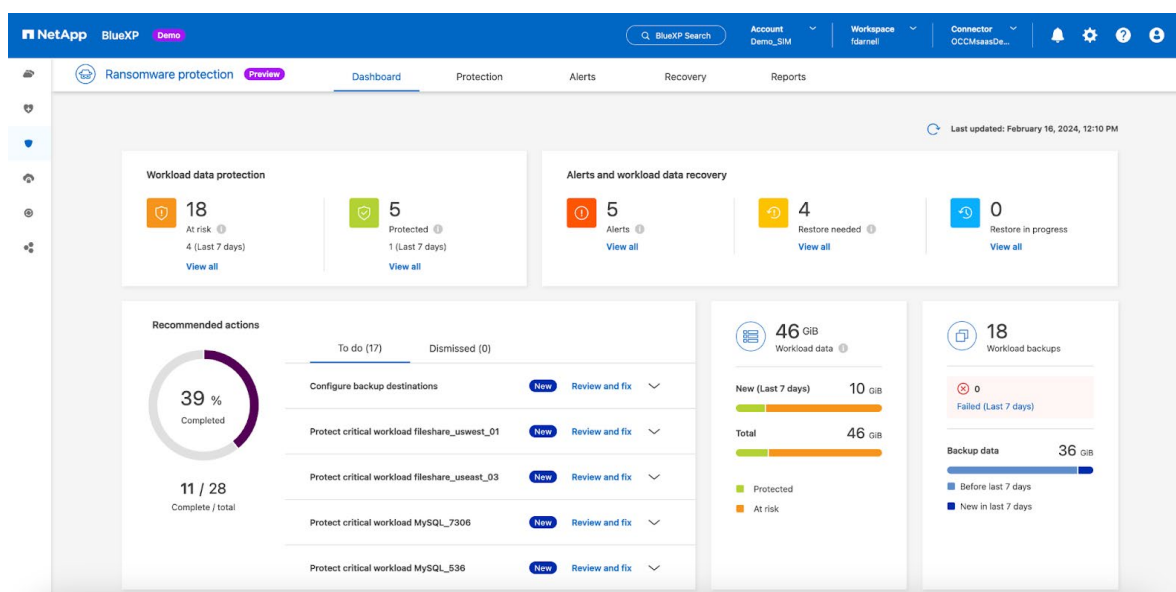 NetApp BlueXP Demo
BlueXP Search
Account
Demo_SIM
Workspace
fdarnell
Connector
OCCMsaasDe...
Ransomware protection Preview
Dashboard Protection Alerts Recovery Reports
Last updated: February 16, 2024, 12:10 PM
Workload data protection
18
At risk
4 (Last 7 days)
View all
5
Protected
1 (Last 7 days)
View all
Alerts and workload data recovery
5
Alerts
View all
4
Restore needed
View all
0
Restore in progress
View all
Recommended actions
39 %
Completed
11 / 28
Complete / total
To do (17) Dismissed (0)
Configure backup destinations New Review and fix
Protect critical workload fileshare_uswest_01 New Review and fix
Protect critical workload fileshare_useast_03 New Review and fix
Protect critical workload MySQL_7306 New Review and fix
Protect critical workload MySQL_536 New Review and fix
46 GiB
Workload data
New (Last 7 days) 10 GiB
Total 46 GiB
Protected
At risk
18
Workload backups
0
Failed (Last 7 days)
Backup data 36 GiB
Before last 7 days
New in last 7 days